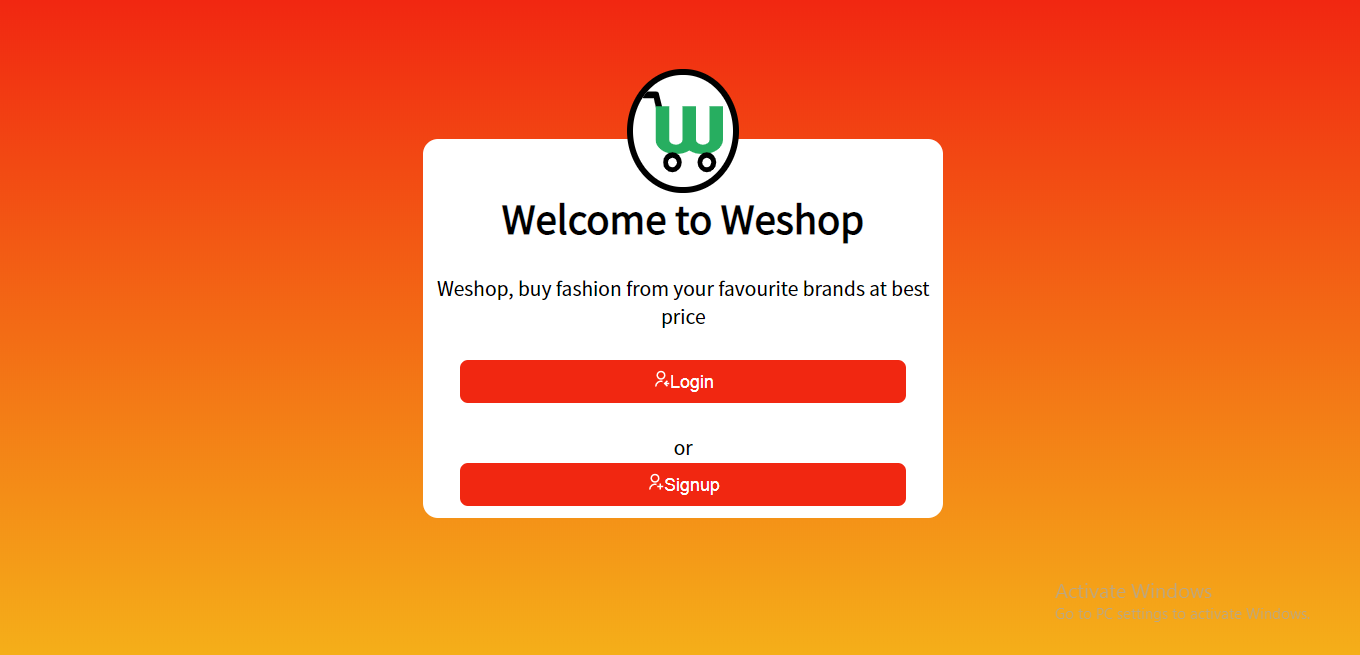 W
Welcome to Weshop
Weshop, buy fashion from your favourite brands at best
price
Login
or
Signup
Activate Windows
Go to PC settings to activate Windows.